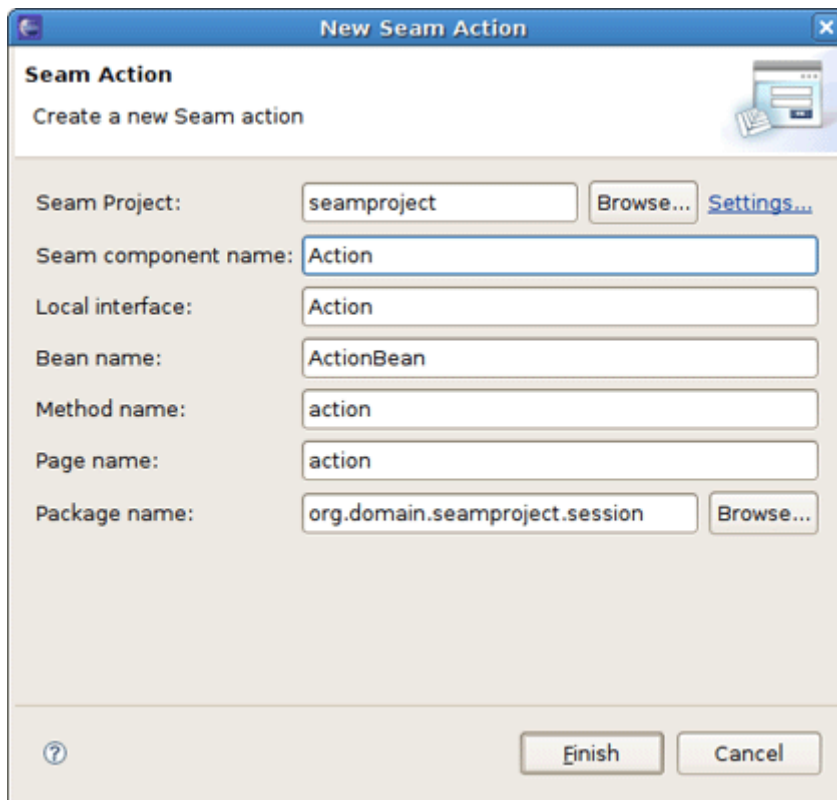 New Seam Action
Seam Action
Create a new Seam action
Seam Project: seamproject Browse... Settings...
Seam component name: Action
Local interface: Action
Bean name: ActionBean
Method name: action
Page name: action
Package name: org.domain.seamproject.session Browse...
? Finish Cancel